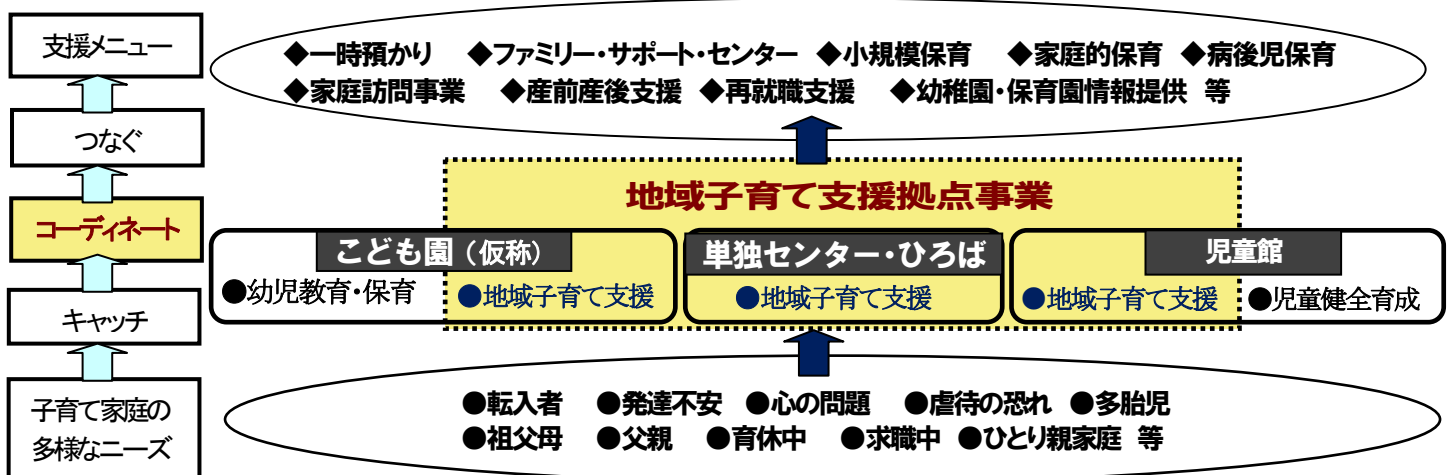 支援メニュー
つなぐ
コーディネート
キャッチ
子育て家庭の
多様なニーズ
◆一時預かり ◆ファミリー・サポート・センター ◆小規模保育 ◆家庭的保育 ◆病後児保育
◆家庭訪問事業 ◆産前産後支援 ◆再就職支援 ◆幼稚園・保育園情報提供 等
地域子育て支援拠点事業
こども園（仮称）
●幼児教育・保育 ●地域子育て支援
単独センター・ひろば
●地域子育て支援
児童館
●地域子育て支援 ●児童健全育成
●転入者 ●発達不安 ●心の問題 ●虐待の恐れ ●多胎児
●祖父母 ●父親 ●育休中 ●求職中 ●ひとり親家庭 等